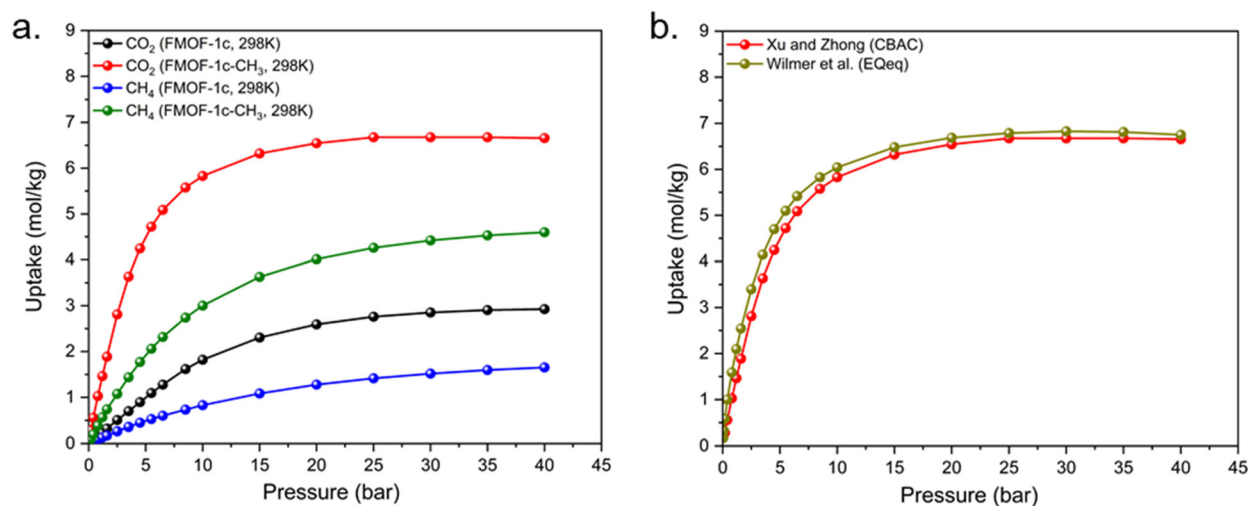 a.
CO₂ (FMOF-1c, 298K)
CO₂ (FMOF-1c-CH₃, 298K)
CH₄ (FMOF-1c, 298K)
CH₄ (FMOF-1c-CH₃, 298K)
Uptake (mol/kg)
9
8
7
6
5
4
3
2
1
0
0 5 10 15 20 25 30 35 40 45
Pressure (bar)
b.
Xu and Zhong (CBAC)
Wilmer et al. (EQeq)
Uptake (mol/kg)
9
8
7
6
5
4
3
2
1
0
0 5 10 15 20 25 30 35 40 45
Pressure (bar)